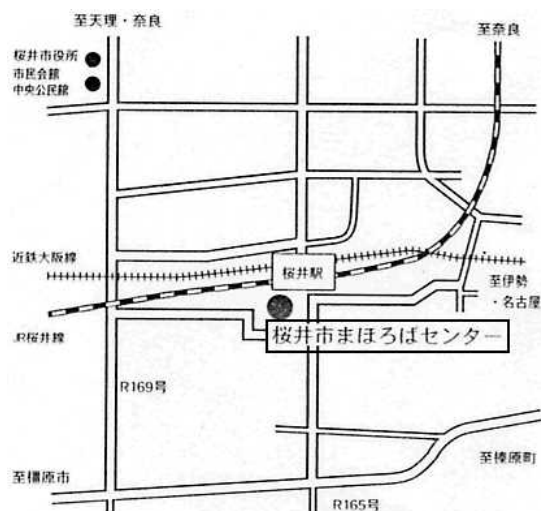 至天理・奈良
至奈良
桜井市役所
市民会館
中央公民館
近鉄大阪線
桜井駅
至伊勢
・名古屋
JR桜井線
桜井市まほろばセンター
R169号
至橿原市
至榛原町
R165号